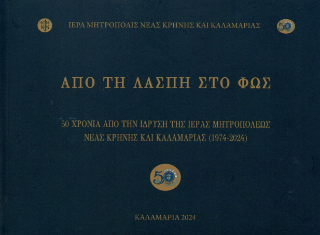 ΙΕΡΑ ΜΗΤΡΟΠΟΛΙΣ ΝΕΑΣ ΚΡΗΝΗΣ ΚΑΙ ΚΑΛΑΜΑΡΙΑΣ
ΑΠΟ ΤΗ ΛΑΣΠΗ ΣΤΟ ΦΩΣ
50 ΧΡΟΝΙΑ ΑΠΟ ΤΗΝ ΙΔΡΥΣΗ ΤΗΣ ΙΕΡΑΣ ΜΗΤΡΟΠΟΛΕΩΣ
ΝΕΑΣ ΚΡΗΝΗΣ ΚΑΙ ΚΑΛΑΜΑΡΙΑΣ (1974-2024)
50
ΚΑΛΑΜΑΡΙΑ 2024